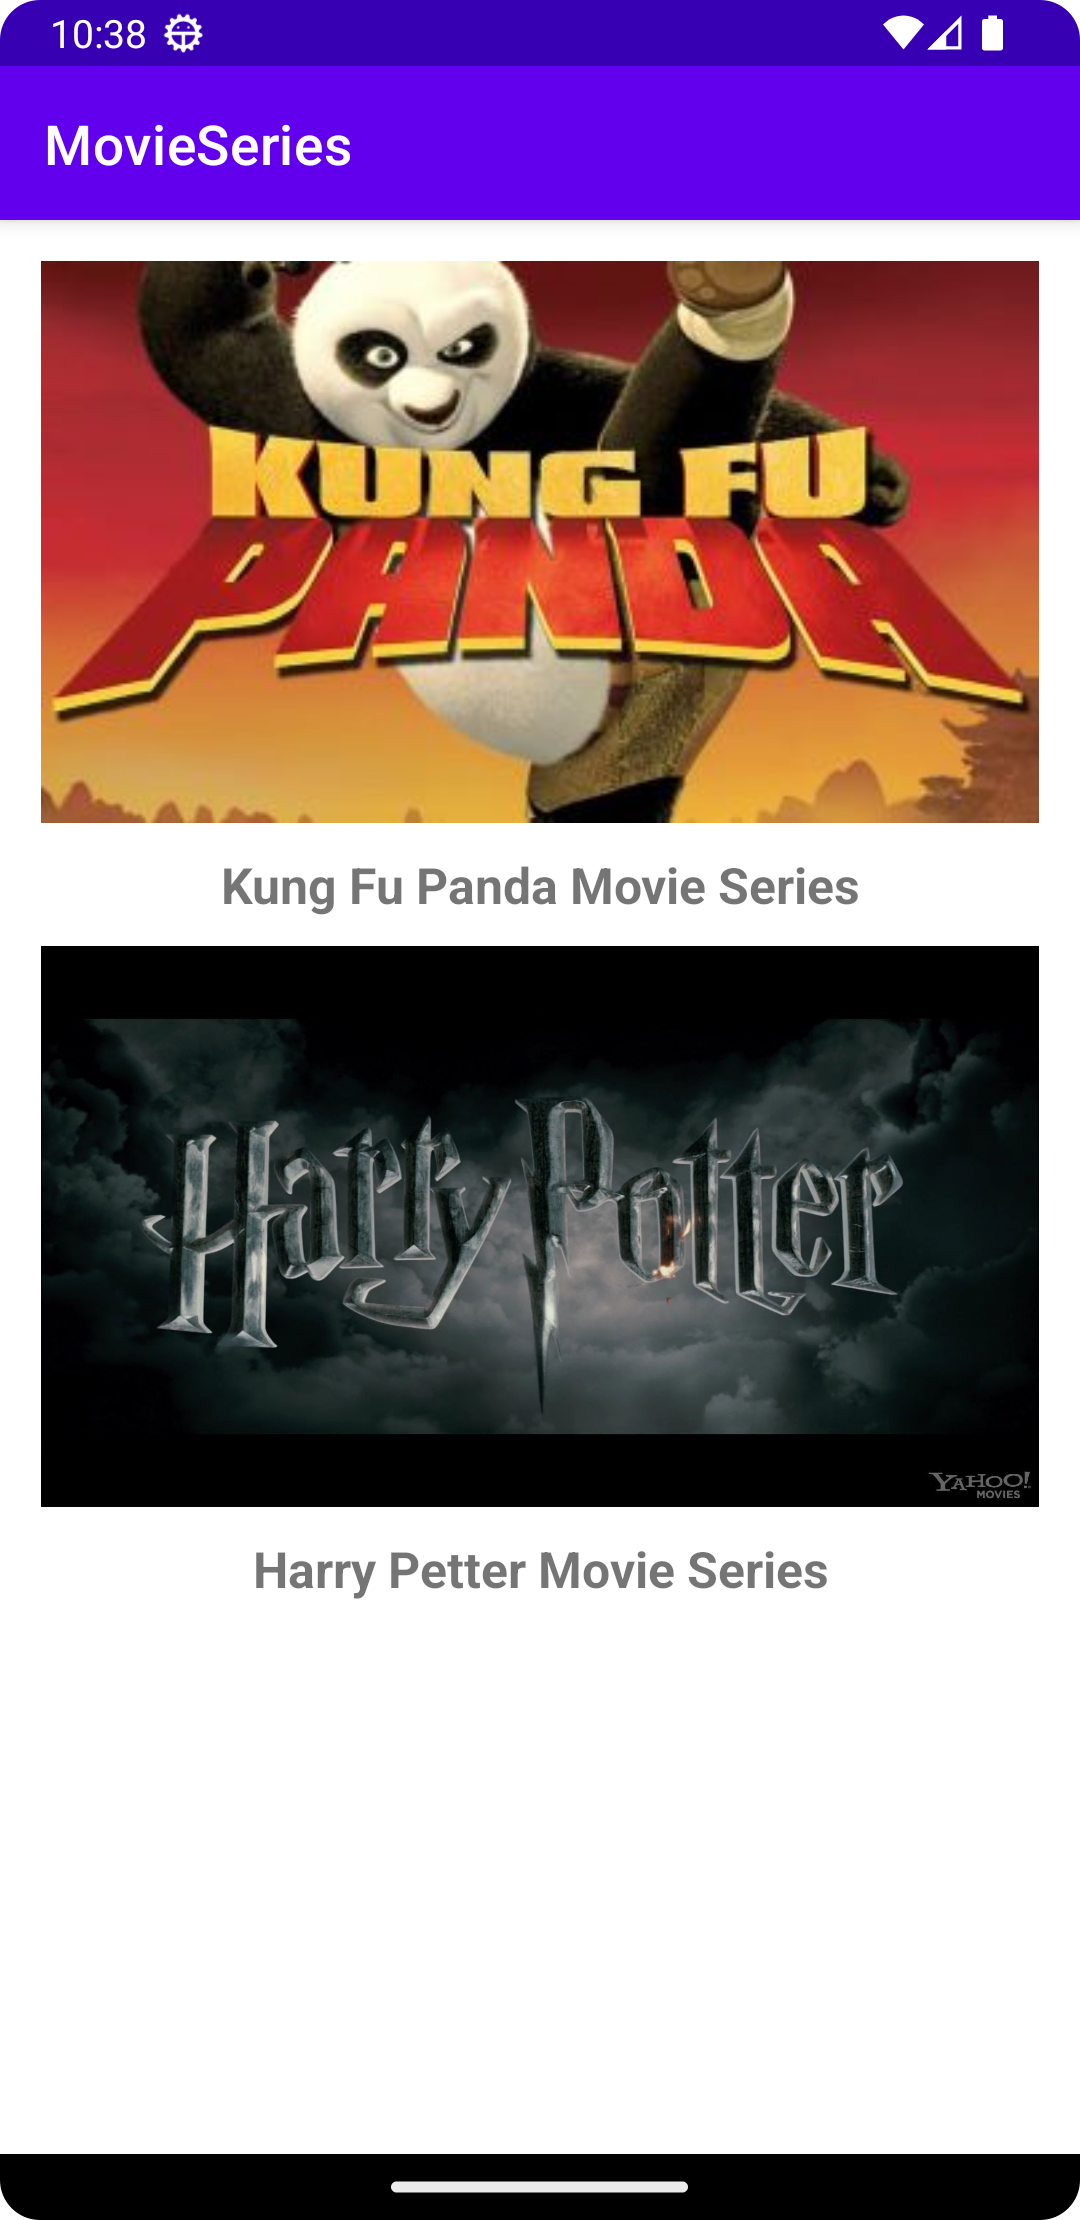 10:38
MovieSeries
KUNG FU
PANDA
Kung Fu Panda Movie Series
Harry Potter
YAHOO!
MOVIES
Harry Petter Movie Series